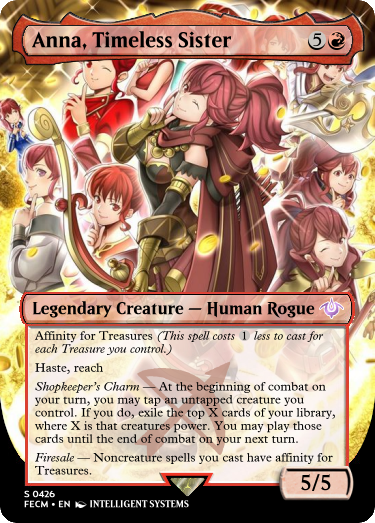 Anna, Timeless Sister 5
Legendary Creature — Human Rogue
Affinity for Treasures (This spell costs 1 less to cast for
each Treasure you control.)
Haste, reach
Shopkeeper's Charm — At the beginning of combat on
your turn, you may tap an untapped creature you
control. If you do, exile the top X cards of your library,
where X is that creatures power. You may play those
cards until the end of combat on your next turn.
Firesale — Noncreature spells you cast have affinity for
Treasures.
5/5
S 0426
FECM • EN INTELLIGENT SYSTEMS